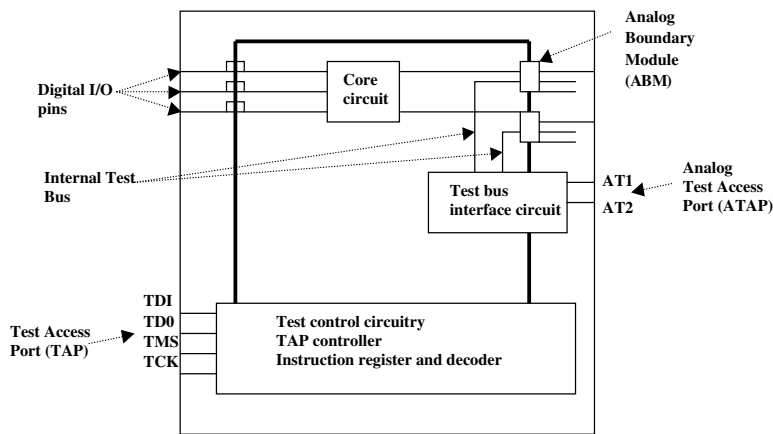 Analog
Boundary
Module
(ABM)
Digital I/O
pins
Core
circuit
Internal Test
Bus
Test bus
interface circuit
AT1
AT2
Analog
Test Access
Port (ATAP)
TDI
TD0
TMS
TCK
Test Access
Port (TAP)
Test control circuitry
TAP controller
Instruction register and decoder